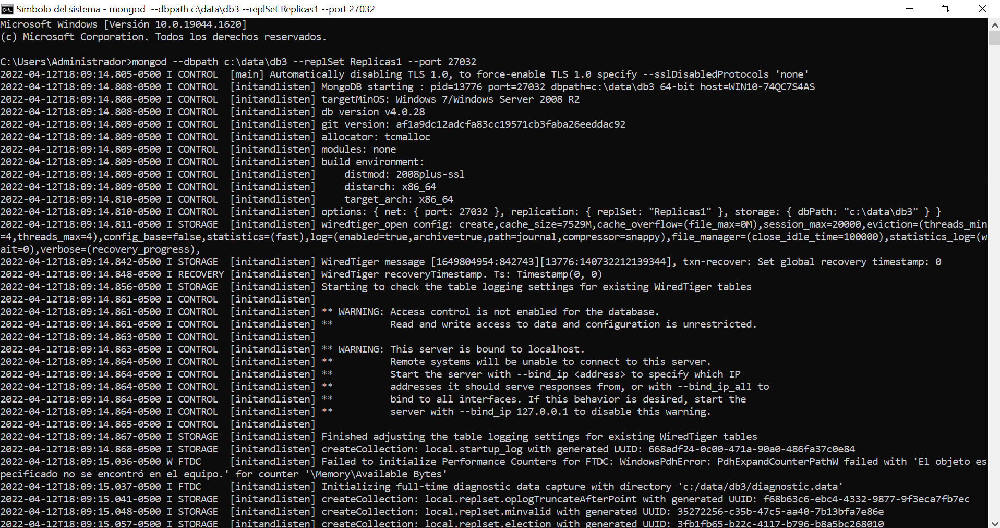 Símbolo del sistema - mongod  --dbpath c:\data\db3 --replSet Replicas1 --port 27032
Microsoft Windows [Versión 10.0.19044.1620]
(c) Microsoft Corporation. Todos los derechos reservados.
C:\Users\Administrador>mongod --dbpath c:\data\db3 --replSet Replicas1 --port 27032
2022-04-12T18:09:14.805-0500 I CONTROL  [main] Automatically disabling TLS 1.0, to force-enable TLS 1.0 specify --sslDisabledProtocols 'none'
2022-04-12T18:09:14.808-0500 I CONTROL  [initandlisten] MongoDB starting : pid=13776 port=27032 dbpath=c:\data\db3 64-bit host=WIN10-74QC7S4AS
2022-04-12T18:09:14.808-0500 I CONTROL  [initandlisten] targetMinOS: Windows 7/Windows Server 2008 R2
2022-04-12T18:09:14.808-0500 I CONTROL  [initandlisten] db version v4.0.28
2022-04-12T18:09:14.809-0500 I CONTROL  [initandlisten] git version: af1a9dc12adcfa83cc19571cb3faba26eeddac92
2022-04-12T18:09:14.809-0500 I CONTROL  [initandlisten] allocator: tcmalloc
2022-04-12T18:09:14.809-0500 I CONTROL  [initandlisten] modules: none
2022-04-12T18:09:14.809-0500 I CONTROL  [initandlisten] build environment:
2022-04-12T18:09:14.809-0500 I CONTROL  [initandlisten]     distmod: 2008plus-ssl
2022-04-12T18:09:14.809-0500 I CONTROL  [initandlisten]     distarch: x86_64
2022-04-12T18:09:14.810-0500 I CONTROL  [initandlisten]     target_arch: x86_64
2022-04-12T18:09:14.810-0500 I CONTROL  [initandlisten] options: { net: { port: 27032 }, replication: { replSet: "Replicas1" }, storage: { dbPath: "c:\data\db3" } }
2022-04-12T18:09:14.811-0500 I STORAGE  [initandlisten] wiredtiger_open config: create,cache_size=7529M,cache_overflow=(file_max=0M),session_max=20000,eviction=(threads_min
=4,threads_max=4),config_base=false,statistics=(fast),log=(enabled=true,archive=true,path=journal,compressor=snappy),file_manager=(close_idle_time=100000),statistics_log=(w
ait=0),verbose=(recovery_progress),
2022-04-12T18:09:14.842-0500 I STORAGE  [initandlisten] WiredTiger message [1649804954:842743][13776:140732212139344], txn-recover: Set global recovery timestamp: 0
2022-04-12T18:09:14.848-0500 I RECOVERY [initandlisten] WiredTiger recoveryTimestamp. Ts: Timestamp(0, 0)
2022-04-12T18:09:14.856-0500 I STORAGE  [initandlisten] Starting to check the table logging settings for existing WiredTiger tables
2022-04-12T18:09:14.861-0500 I CONTROL  [initandlisten]
2022-04-12T18:09:14.861-0500 I CONTROL  [initandlisten] ** WARNING: Access control is not enabled for the database.
2022-04-12T18:09:14.861-0500 I CONTROL  [initandlisten] **          Read and write access to data and configuration is unrestricted.
2022-04-12T18:09:14.863-0500 I CONTROL  [initandlisten]
2022-04-12T18:09:14.863-0500 I CONTROL  [initandlisten] ** WARNING: This server is bound to localhost.
2022-04-12T18:09:14.864-0500 I CONTROL  [initandlisten] **          Remote systems will be unable to connect to this server.
2022-04-12T18:09:14.864-0500 I CONTROL  [initandlisten] **          Start the server with --bind_ip <address> to specify which IP
2022-04-12T18:09:14.864-0500 I CONTROL  [initandlisten] **          addresses it should serve responses from, or with --bind_ip_all to
2022-04-12T18:09:14.864-0500 I CONTROL  [initandlisten] **          bind to all interfaces. If this behavior is desired, start the
2022-04-12T18:09:14.864-0500 I CONTROL  [initandlisten] **          server with --bind_ip 127.0.0.1 to disable this warning.
2022-04-12T18:09:14.865-0500 I CONTROL  [initandlisten]
2022-04-12T18:09:14.867-0500 I STORAGE  [initandlisten] Finished adjusting the table logging settings for existing WiredTiger tables
2022-04-12T18:09:14.868-0500 I STORAGE  [initandlisten] createCollection: local.startup_log with generated UUID: 668adf24-0c00-471a-90a0-486fa37c0e84
2022-04-12T18:09:15.036-0500 W FTDC     [initandlisten] Failed to initialize Performance Counters for FTDC: WindowsPdhError: PdhExpandCounterPathW failed with 'El objeto es
pecificado no se encontró en el equipo.' for counter '\Memory\Available Bytes'
2022-04-12T18:09:15.037-0500 I FTDC     [initandlisten] Initializing full-time diagnostic data capture with directory 'c:/data/db3/diagnostic.data'
2022-04-12T18:09:15.041-0500 I STORAGE  [initandlisten] createCollection: local.replset.oplogTruncateAfterPoint with generated UUID: f68b63c6-ebc4-4332-9877-9f3eca7fb7ec
2022-04-12T18:09:15.048-0500 I STORAGE  [initandlisten] createCollection: local.replset.minvalid with generated UUID: 35272256-c35b-47c5-aa40-7b13bfa7e86e
2022-04-12T18:09:15.057-0500 I STORAGE  [initandlisten] createCollection: local.replset.election with generated UUID: 3fb1fb65-b22c-4117-b796-b8a5bc268010